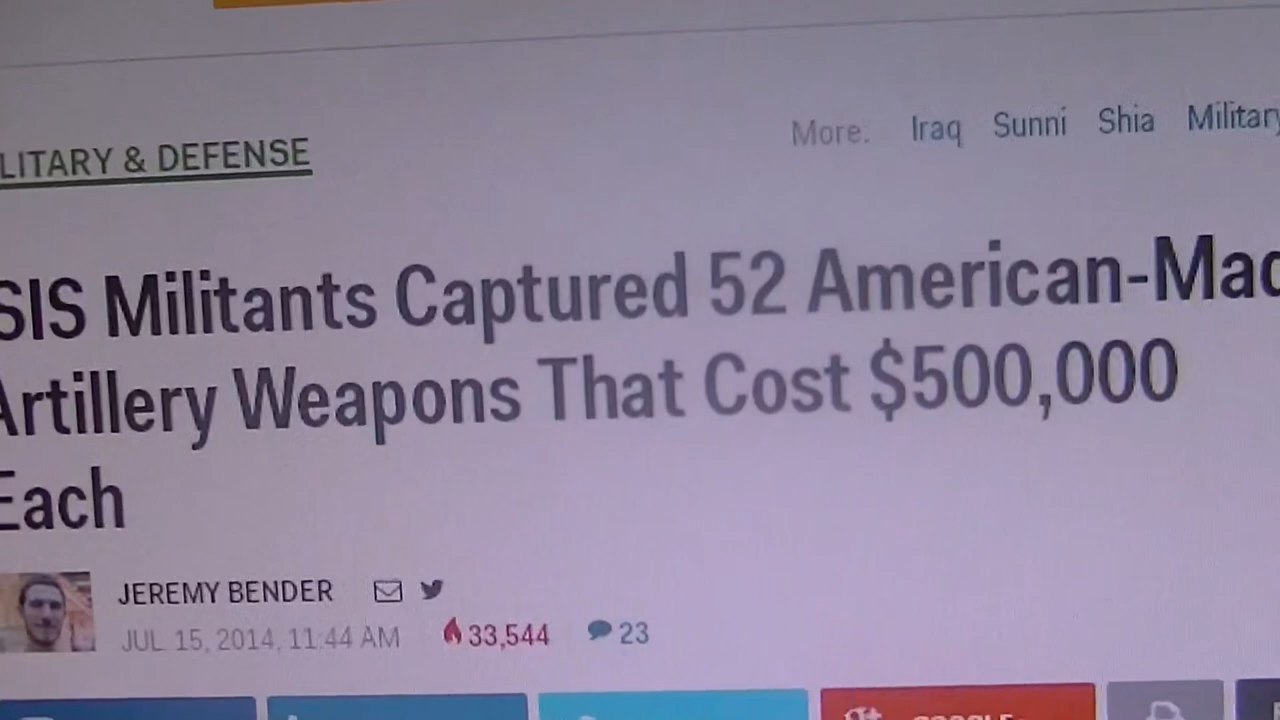 More: Iraq Sunni Shia Military
LITARY & DEFENSE
SIS Militants Captured 52 American-Mad
Artillery Weapons That Cost $500,000
Each
JEREMY BENDER
JUL 15, 2014, 11:44 AM 33,544 23